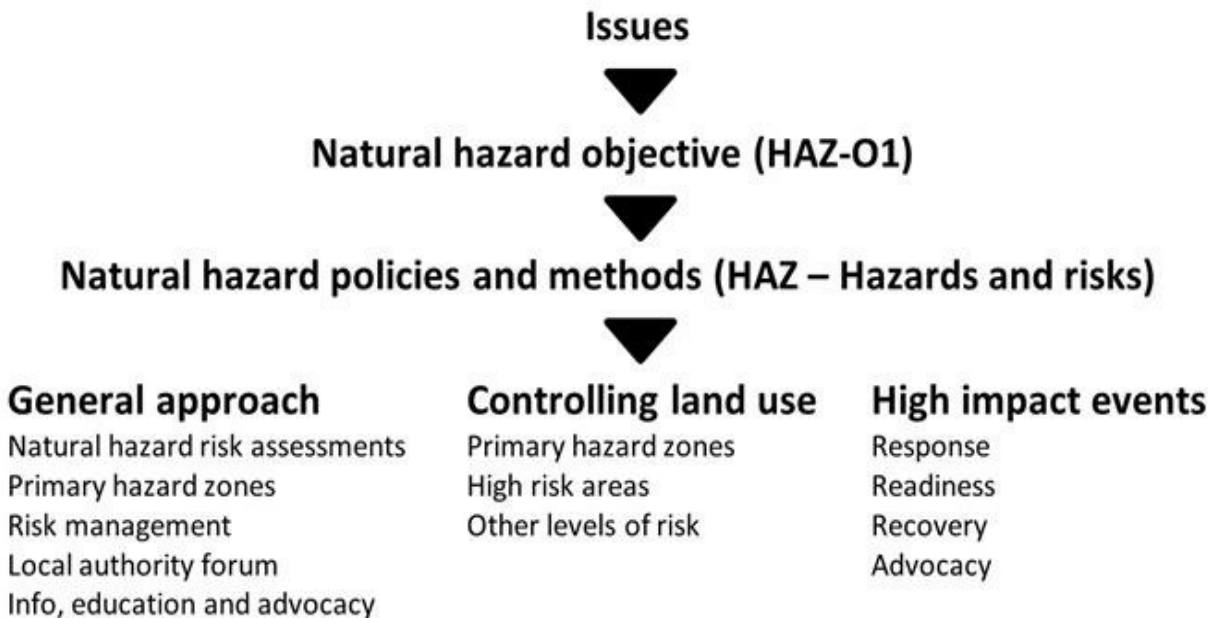 Issues
Natural hazard objective (HAZ-O1)
Natural hazard policies and methods (HAZ – Hazards and risks)
General approach
Natural hazard risk assessments
Primary hazard zones
Risk management
Local authority forum
Info, education and advocacy
Controlling land use
Primary hazard zones
High risk areas
Other levels of risk
High impact events
Response
Readiness
Recovery
Advocacy